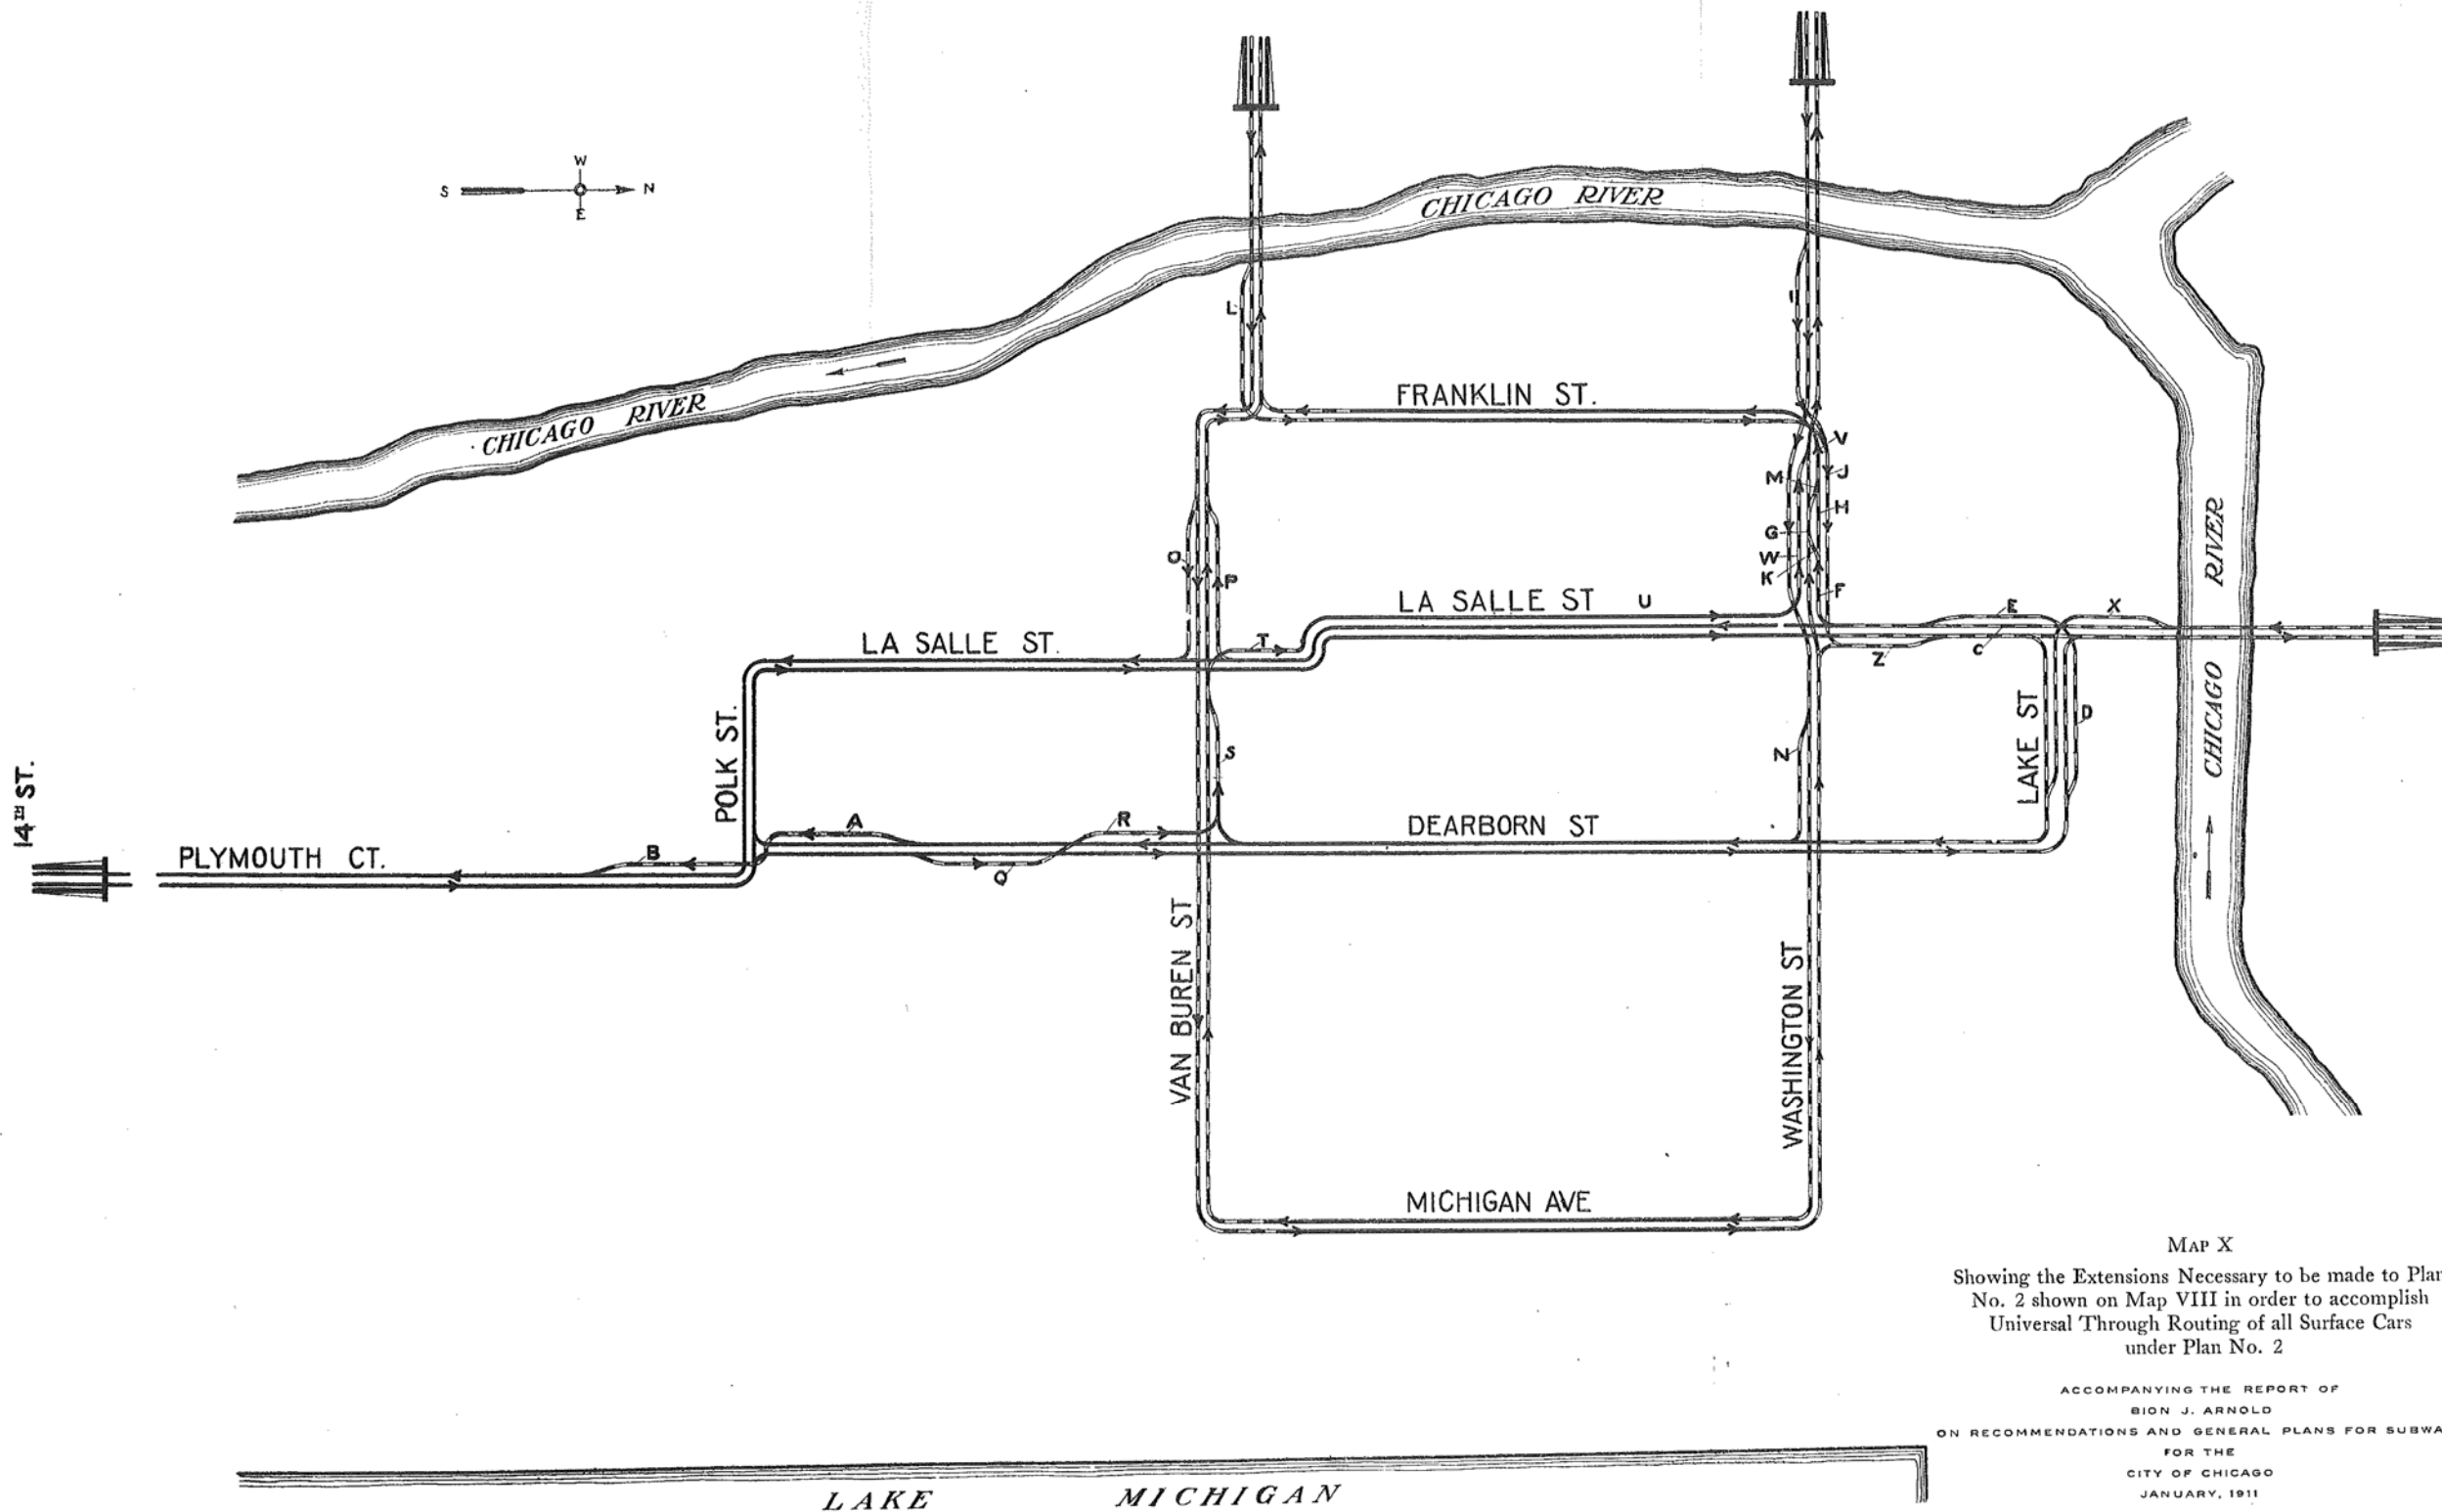 W
S
N
E
CHICAGO RIVER
CHICAGO RIVER
L
I
FRANKLIN ST.
V
M
J
H
G
W
K
F
O
P
LA SALLE ST
U
E
X
LA SALLE ST.
T
Z
C
CHICAGO RIVER
POLK ST.
S
N
LAKE ST
D
14TH ST.
PLYMOUTH CT.
B
A
Q
R
DEARBORN ST
VAN BUREN ST
WASHINGTON ST
MICHIGAN AVE
MAP X
Showing the Extensions Necessary to be made to Plan
No. 2 shown on Map VIII in order to accomplish
Universal Through Routing of all Surface Cars
under Plan No. 2
ACCOMPANYING THE REPORT OF
BION J. ARNOLD
ON RECOMMENDATIONS AND GENERAL PLANS FOR SUBWA
FOR THE
CITY OF CHICAGO
JANUARY, 1911
LAKE MICHIGAN